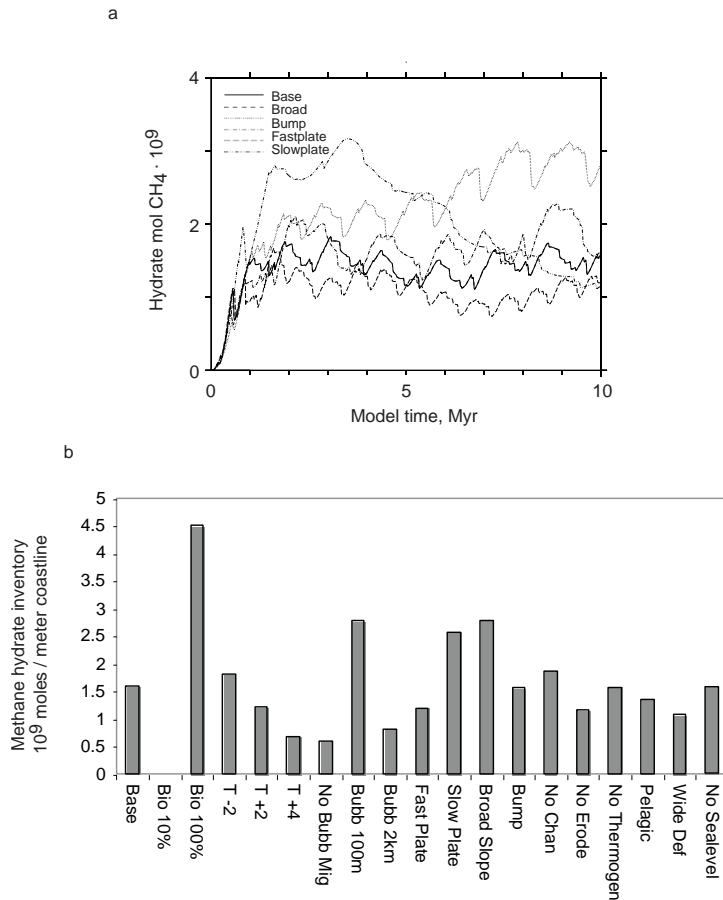 a
4
Base
Broad
Bump
Fastplate
Slowplate
2
0
Hydrate mol CH4 · 10^9
0
5
10
Model time, Myr
b
Methane hydrate inventory
10^9 moles / meter coastline
5
4.5
4
3.5
3
2.5
2
1.5
1
0.5
0
Base
Bio 10%
Bio 100%
T -2
T +2
T +4
No Bubb Mig
Bubb 100m
Bubb 2km
Fast Plate
Slow Plate
Broad Slope
Bump
No Chan
No Erode
No Thermogen
Pelagic
Wide Def
No Sealevel